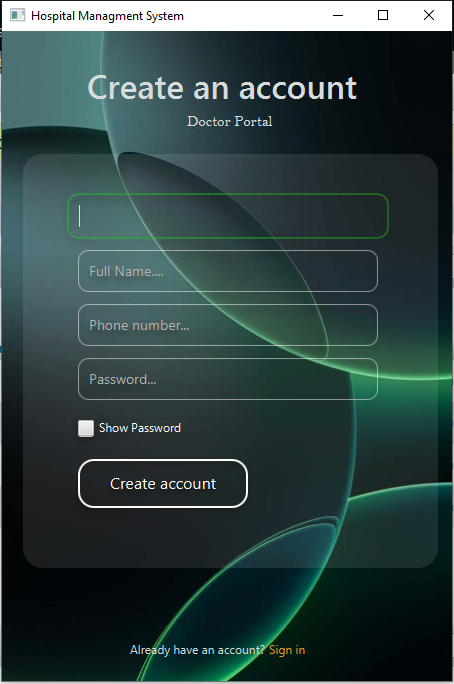 Hospital Managment System
Create an account
Doctor Portal
Full Name....
Phone number...
Password...
Show Password
Create account
Already have an account? Sign in